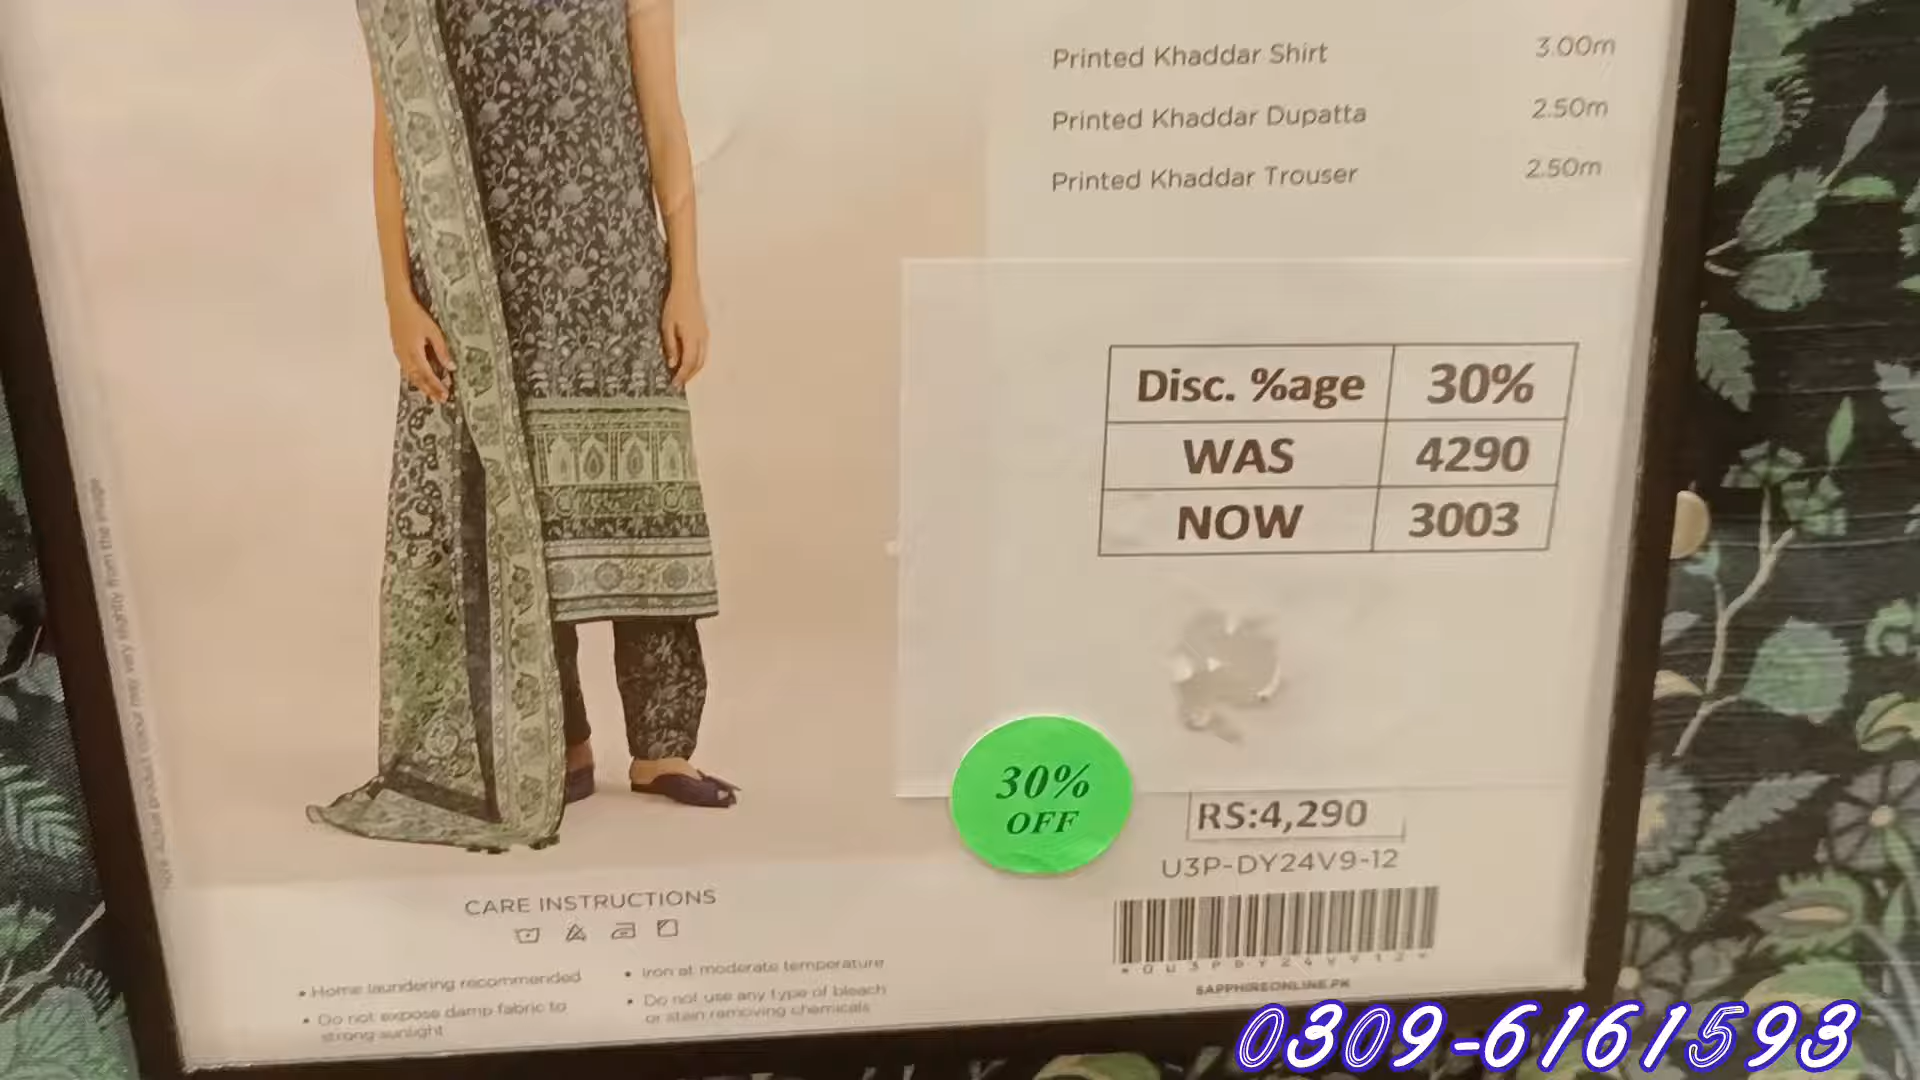 Printed Khaddar Shirt 3.00m
Printed Khaddar Dupatta 2.50m
Printed Khaddar Trouser 2.50m
Disc. %age 30%
WAS 4290
NOW 3003
30%
OFF
RS:4,290
U3P-DY24V9-12
SAPPHIREONLINE.PK
CARE INSTRUCTIONS
• Home laundering recommended
• Do not expose damp fabric to
strong sunlight
• Iron at moderate temperature
• Do not use any type of bleach
or stain removing chemicals
0309-6161593